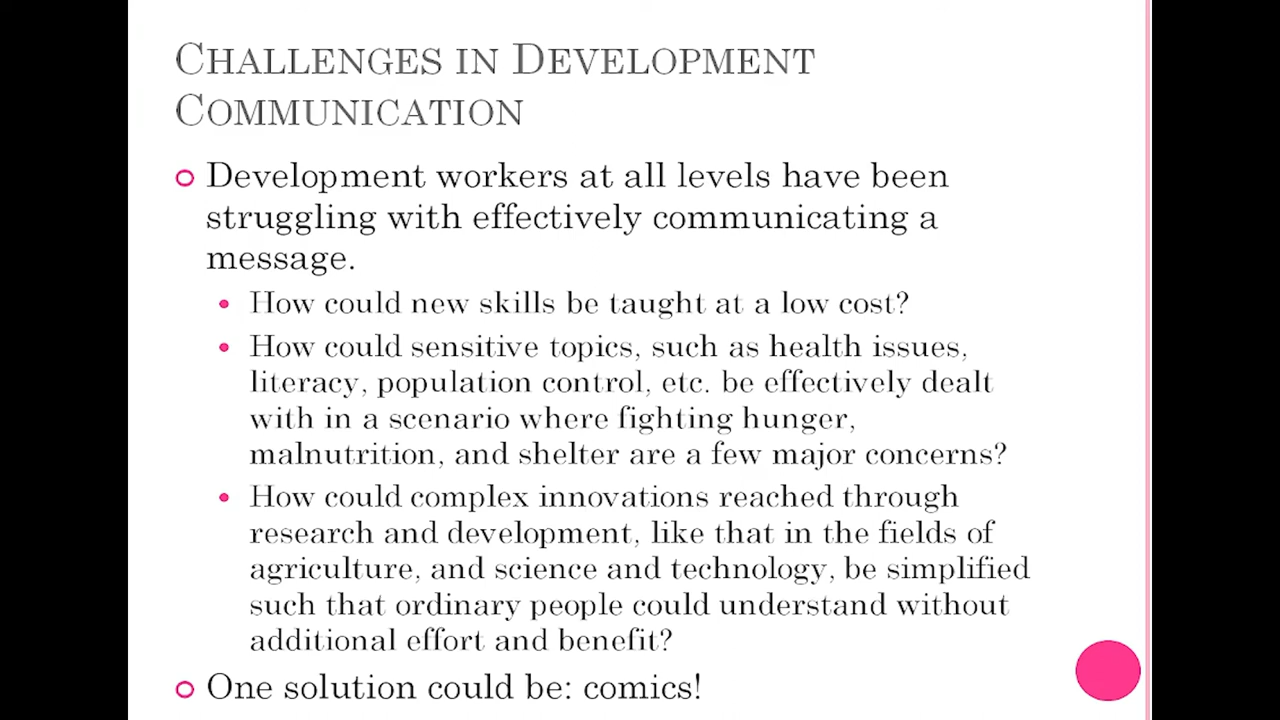 CHALLENGES IN DEVELOPMENT
COMMUNICATION
Development workers at all levels have been
struggling with effectively communicating a
message.
How could new skills be taught at a low cost?
How could sensitive topics, such as health issues,
literacy, population control, etc. be effectively dealt
with in a scenario where fighting hunger,
malnutrition, and shelter are a few major concerns?
How could complex innovations reached through
research and development, like that in the fields of
agriculture, and science and technology, be simplified
such that ordinary people could understand without
additional effort and benefit?
One solution could be: comics!